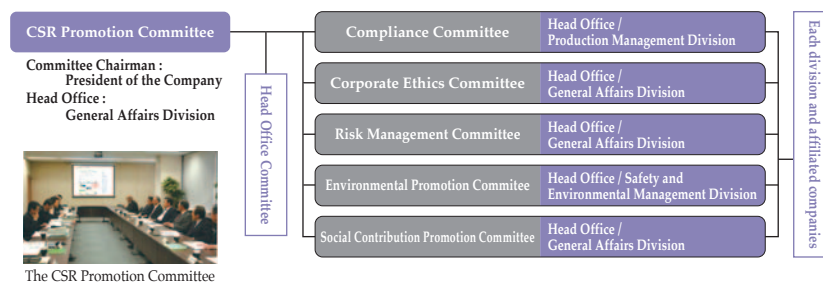 CSR Promotion Committee
Committee Chairman :
President of the Company
Head Office :
General Affairs Division
The CSR Promotion Committee
Head Office Committee
Compliance Committee
Head Office /
Production Management Division
Corporate Ethics Committee
Head Office /
General Affairs Division
Risk Management Committee
Head Office /
General Affairs Division
Environmental Promotion Commitee
Head Office / Safety and
Environmental Management Division
Social Contribution Promotion Committee
Head Office /
General Affairs Division
Each division and affiliated companies